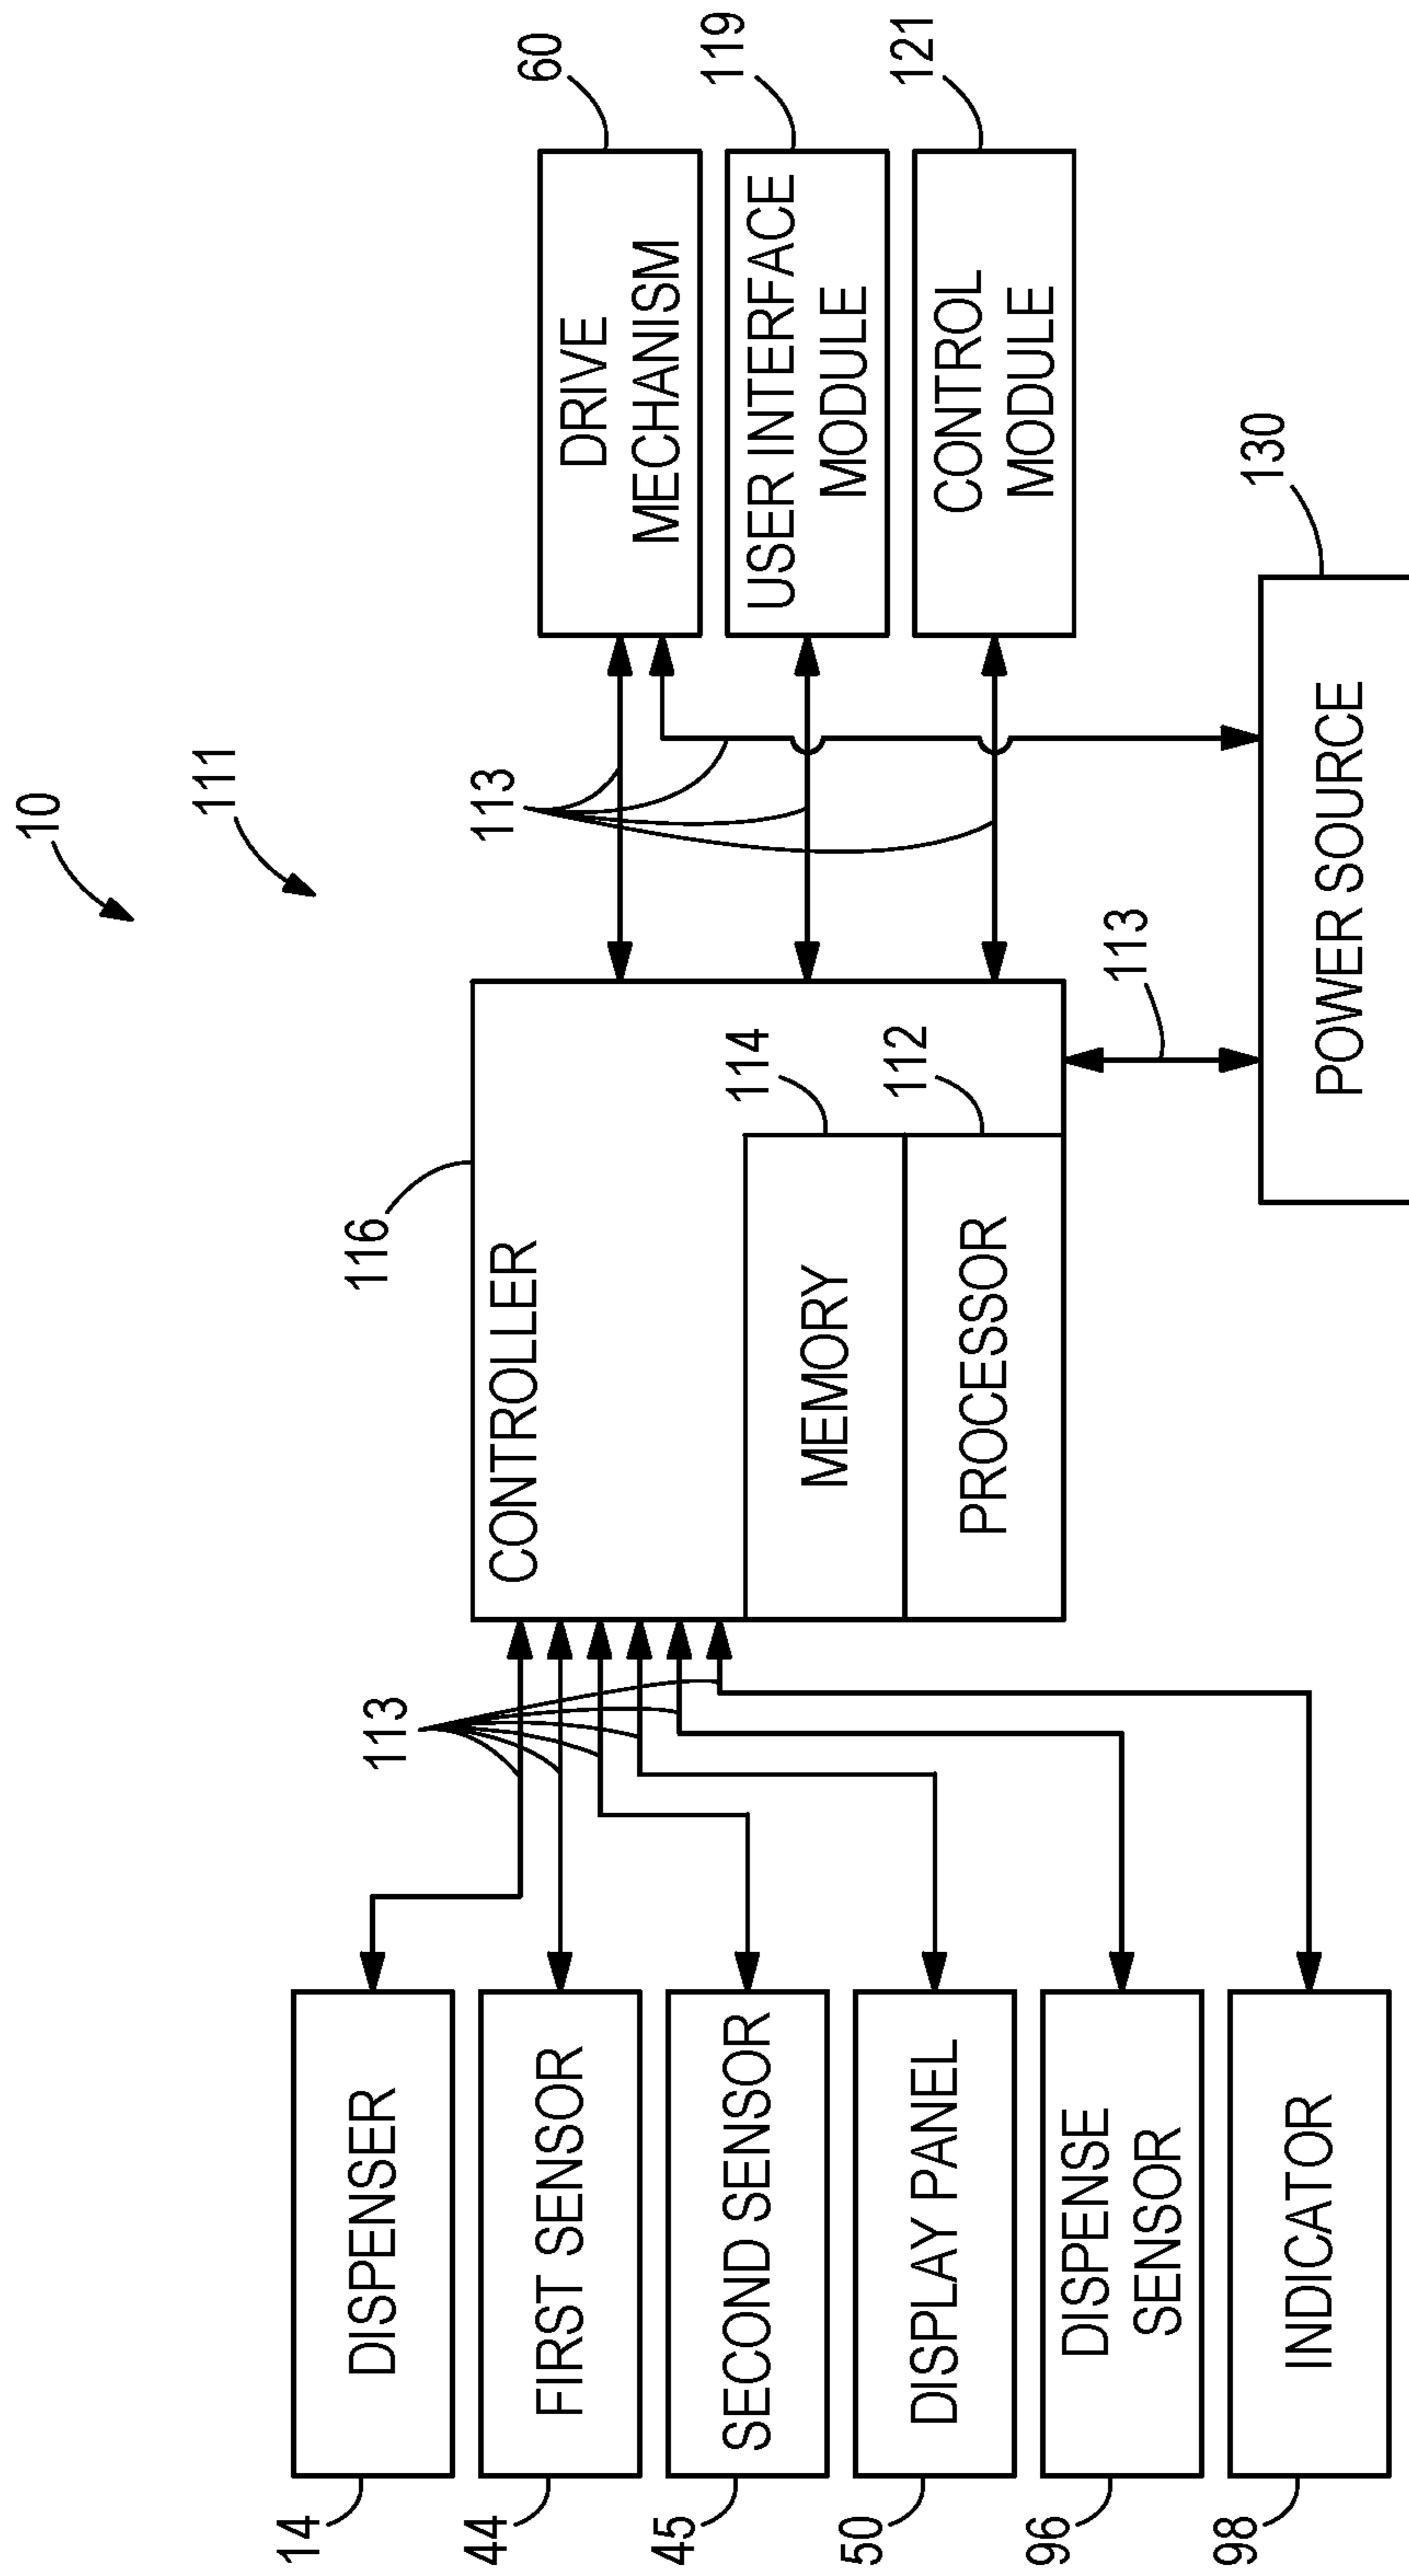 10
111
116
CONTROLLER
MEMORY
114
PROCESSOR
112
113
14
DISPENSER
44
FIRST SENSOR
45
SECOND SENSOR
50
DISPLAY PANEL
96
DISPENSE
SENSOR
98
INDICATOR
113
60
DRIVE
MECHANISM
119
USER INTERFACE
MODULE
121
CONTROL
MODULE
113
130
POWER SOURCE